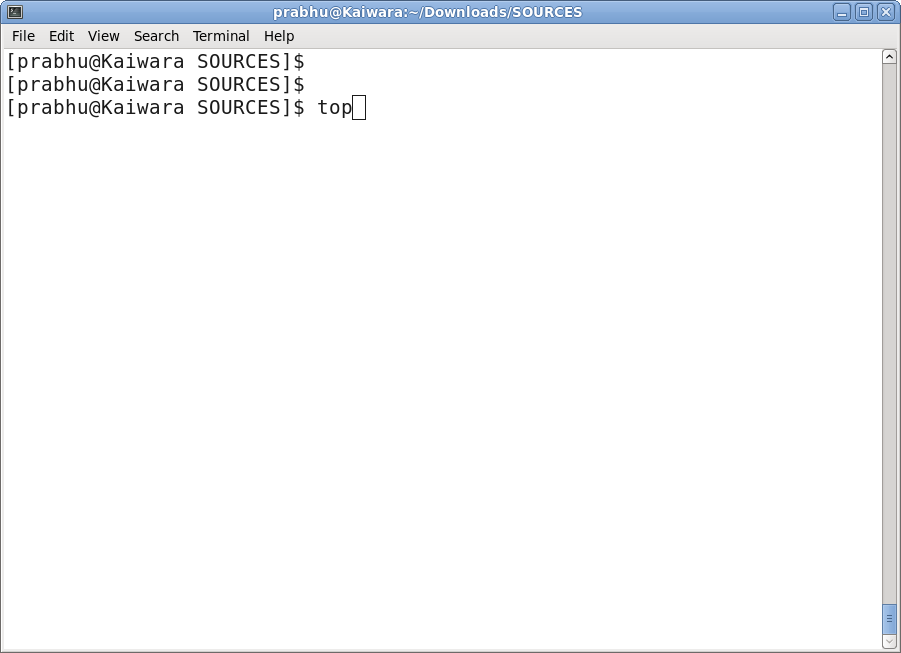 prabhu@Kaiwara:~/Downloads/SOURCES
File Edit View Search Terminal Help
[prabhu@Kaiwara SOURCES]$
[prabhu@Kaiwara SOURCES]$
[prabhu@Kaiwara SOURCES]$ top